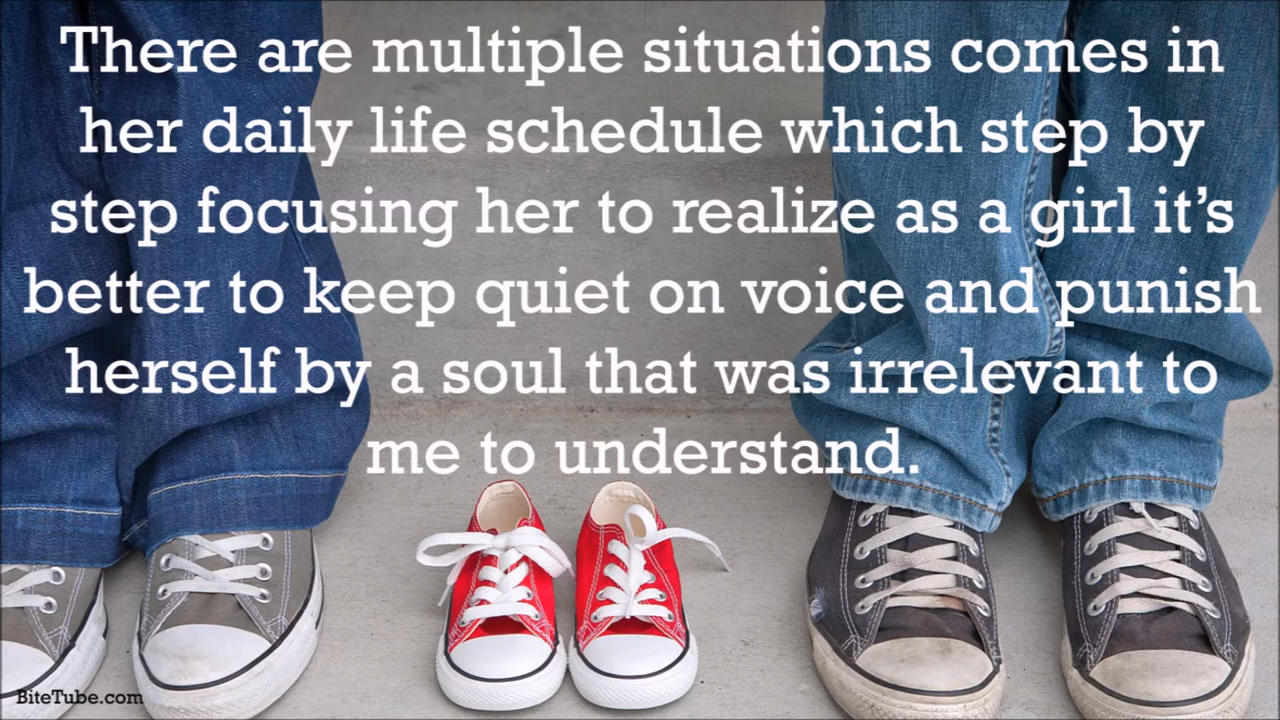 There are multiple situations comes in
her daily life schedule which step by
step focusing her to realize as a girl it’s
better to keep quiet on voice and punish
herself by a soul that was irrelevant to
me to understand.
BiteTube.com